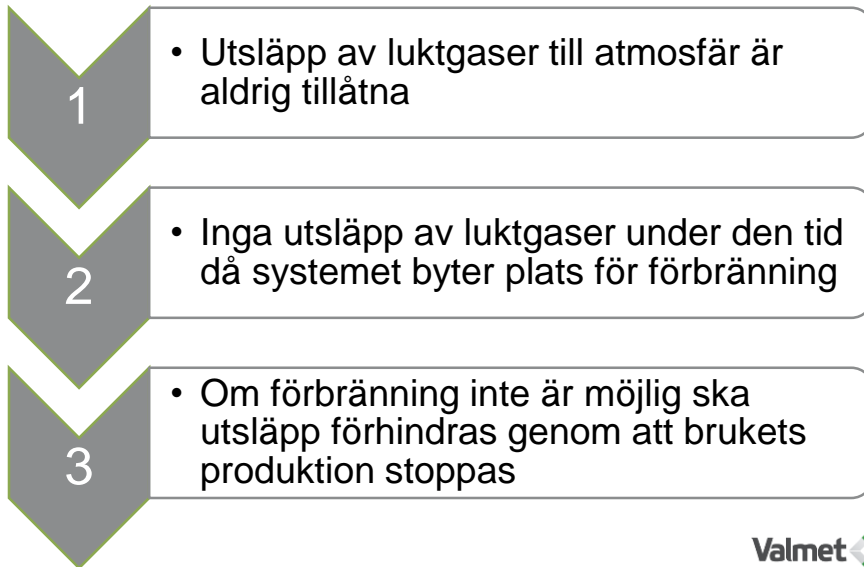 1
• Utsläpp av luktgaser till atmosfär är
aldrig tillåtna
2
• Inga utsläpp av luktgaser under den tid
då systemet byter plats för förbränning
3
• Om förbränning inte är möjlig ska
utsläpp förhindras genom att brukets
produktion stoppas
Valmet